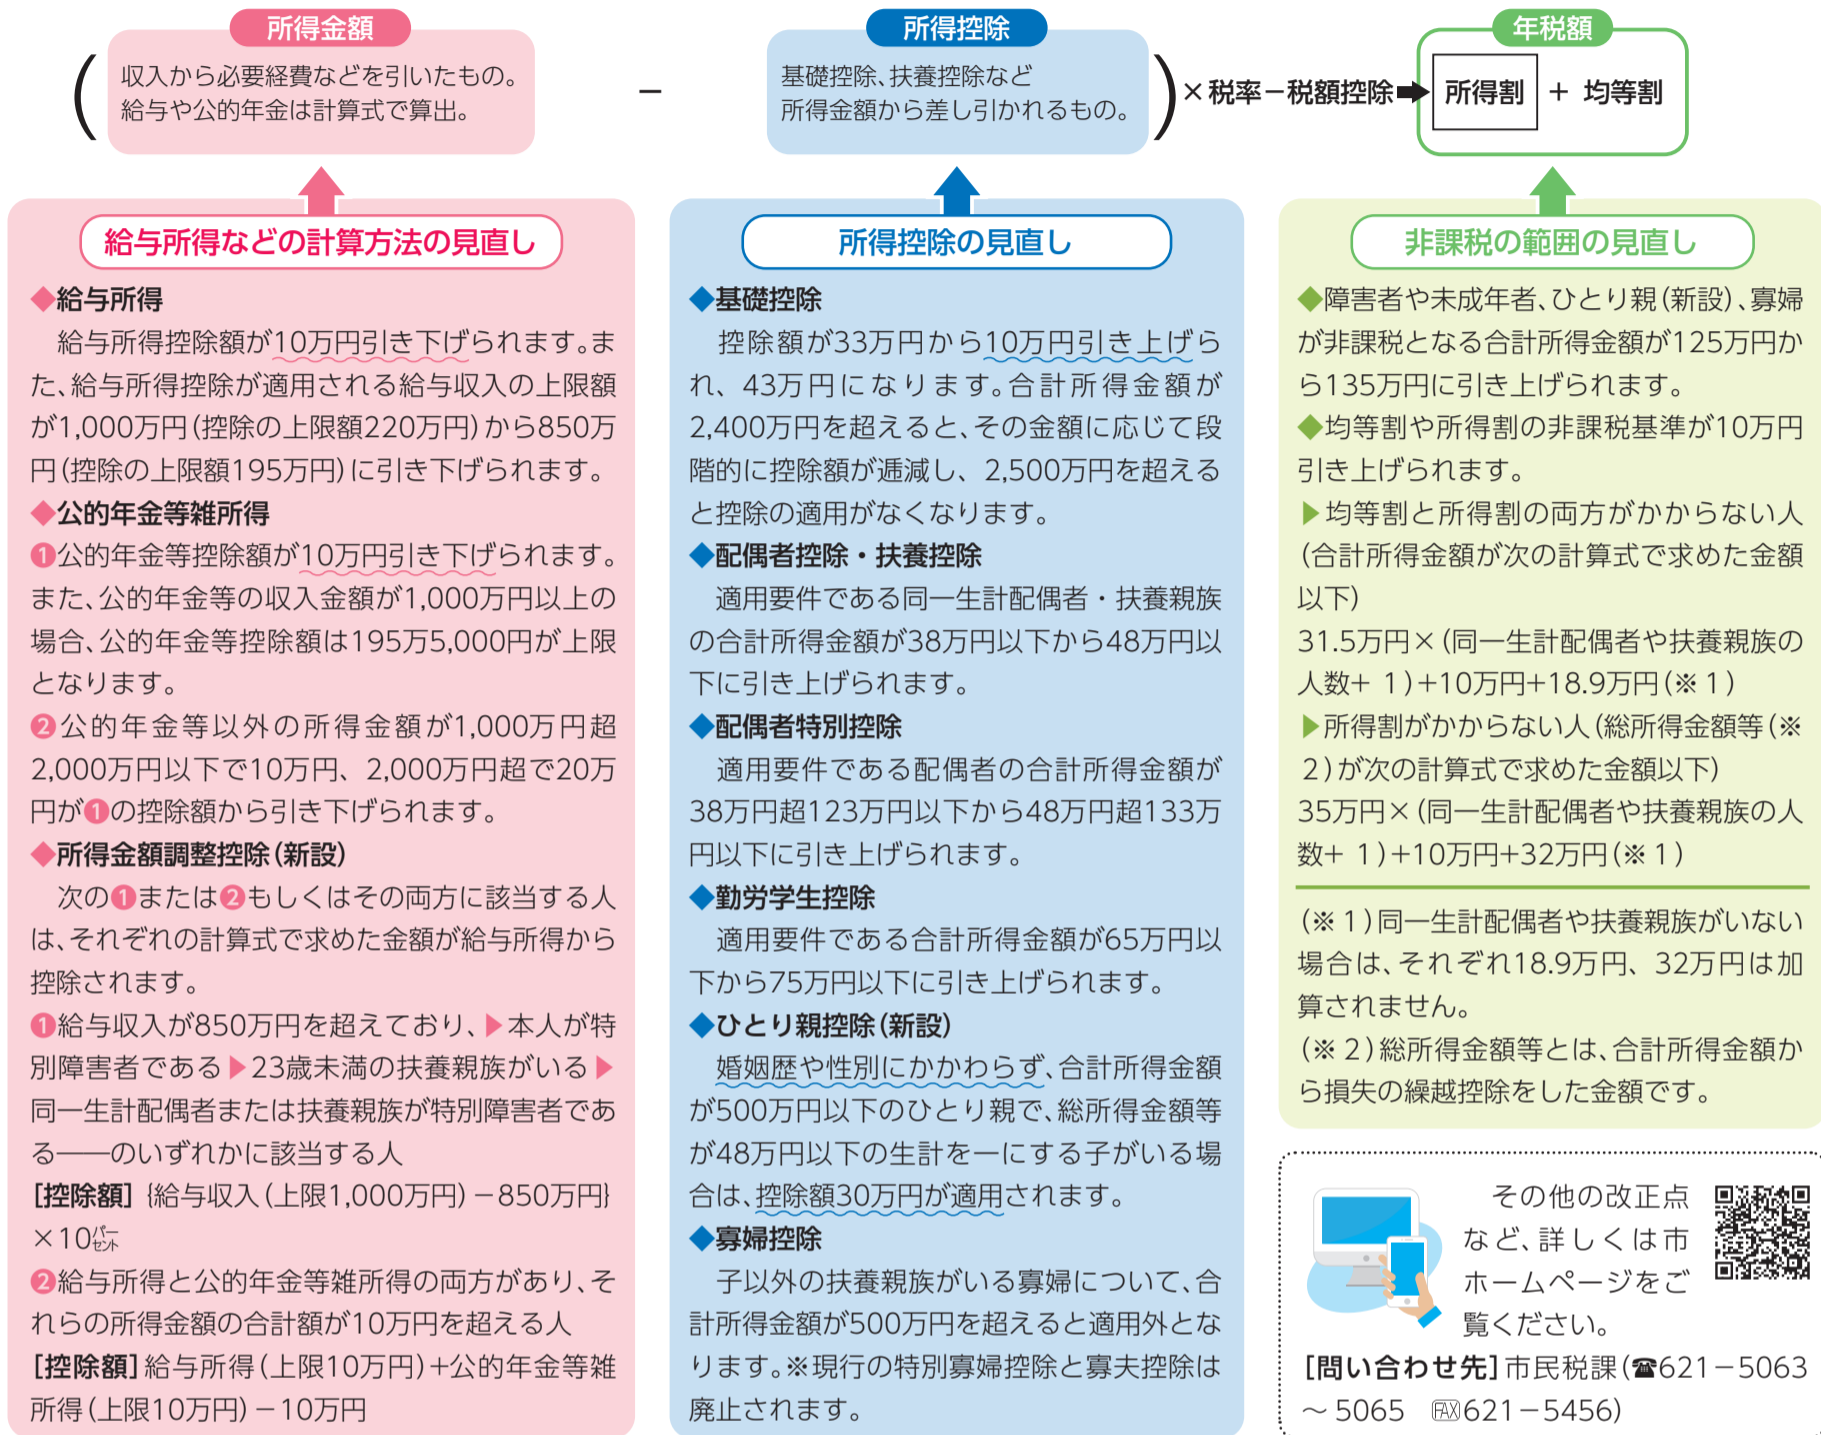 所得金額
(収入から必要経費などを引いたもの。
給与や公的年金は計算式で算出。
－
所得控除
基礎控除、扶養控除など
所得金額から差し引かれるもの。)
×税率－税額控除➡
年税額
所得割 ＋ 均等割
給与所得などの計算方法の見直し
◆給与所得
給与所得控除額が10万円引き下げられます。ま
た、給与所得控除が適用される給与収入の上限額
が1,000万円(控除の上限額220万円)から850万
円(控除の上限額195万円)に引き下げられます。
◆公的年金等雑所得
❶公的年金等控除額が10万円引き下げられます。
また、公的年金等の収入金額が1,000万円以上の
場合、公的年金等控除額は195万5,000円が上限
となります。
❷公的年金等以外の所得金額が1,000万円超
2,000万円以下で10万円、2,000万円超で20万
円が❶の控除額から引き下げられます。
◆所得金額調整控除(新設)
次の❶または❷もしくはその両方に該当する人
は、それぞれの計算式で求めた金額が給与所得から
控除されます。
❶給与収入が850万円を超えており、▶本人が特
別障害者である▶23歳未満の扶養親族がいる▶
同一生計配偶者または扶養親族が特別障害者であ
る――のいずれかに該当する人
[控除額] {給与収入(上限1,000万円)－850万円}
×10パーセント
❷給与所得と公的年金等雑所得の両方があり、そ
れらの所得金額の合計額が10万円を超える人
[控除額]給与所得(上限10万円)+公的年金等雑
所得(上限10万円)－10万円
所得控除の見直し
◆基礎控除
控除額が33万円から10万円引き上げら
れ、43万円になります。合計所得金額が
2,400万円を超えると、その金額に応じて段
階的に控除額が逓減し、2,500万円を超える
と控除の適用がなくなります。
◆配偶者控除・扶養控除
適用要件である同一生計配偶者・扶養親族
の合計所得金額が38万円以下から48万円以
下に引き上げられます。
◆配偶者特別控除
適用要件である配偶者の合計所得金額が
38万円超123万円以下から48万円超133万
円以下に引き上げられます。
◆勤労学生控除
適用要件である合計所得金額が65万円以
下から75万円以下に引き上げられます。
◆ひとり親控除(新設)
婚姻歴や性別にかかわらず、合計所得金額
が500万円以下のひとり親で、総所得金額等
が48万円以下の生計を一にする子がいる場
合は、控除額30万円が適用されます。
◆寡婦控除
子以外の扶養親族がいる寡婦について、合
計所得金額が500万円を超えると適用外とな
ります。※現行の特別寡婦控除と寡夫控除は
廃止されます。
非課税の範囲の見直し
◆障害者や未成年者、ひとり親(新設)、寡婦
が非課税となる合計所得金額が125万円か
ら135万円に引き上げられます。
◆均等割や所得割の非課税基準が10万円
引き上げられます。
▶均等割と所得割の両方がかからない人
(合計所得金額が次の計算式で求めた金額
以下)
31.5万円×(同一生計配偶者や扶養親族の
人数+1)+10万円+18.9万円(※1)
▶所得割がかからない人(総所得金額等(※
2)が次の計算式で求めた金額以下)
35万円×(同一生計配偶者や扶養親族の人
数+1)+10万円+32万円(※1)
(※1)同一生計配偶者や扶養親族がいない
場合は、それぞれ18.9万円、32万円は加
算されません。
(※2)総所得金額等とは、合計所得金額か
ら損失の繰越控除をした金額です。
その他の改正点
など、詳しくは市
ホームページをご
覧ください。
[問い合わせ先]市民税課(☎621－5063
～5065 FAX621－5456)